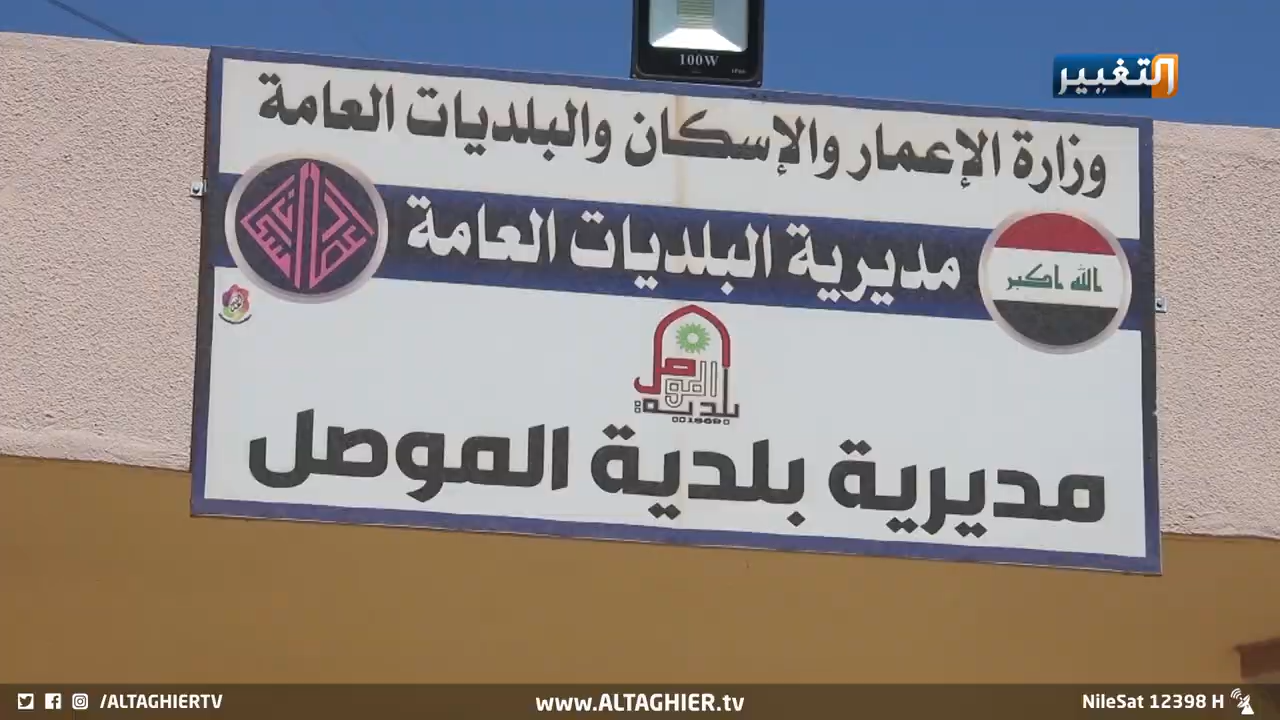 100W
التغيير
وزارة الإعمار والإسكان والبلديات العامة
مديرية البلديات العامة
الله اكبر
الموصل
بلدية
1869
مديرية بلدية الموصل
/ALTAGHIERTV
www.ALTAGHIER.tv
NileSat 12398 H